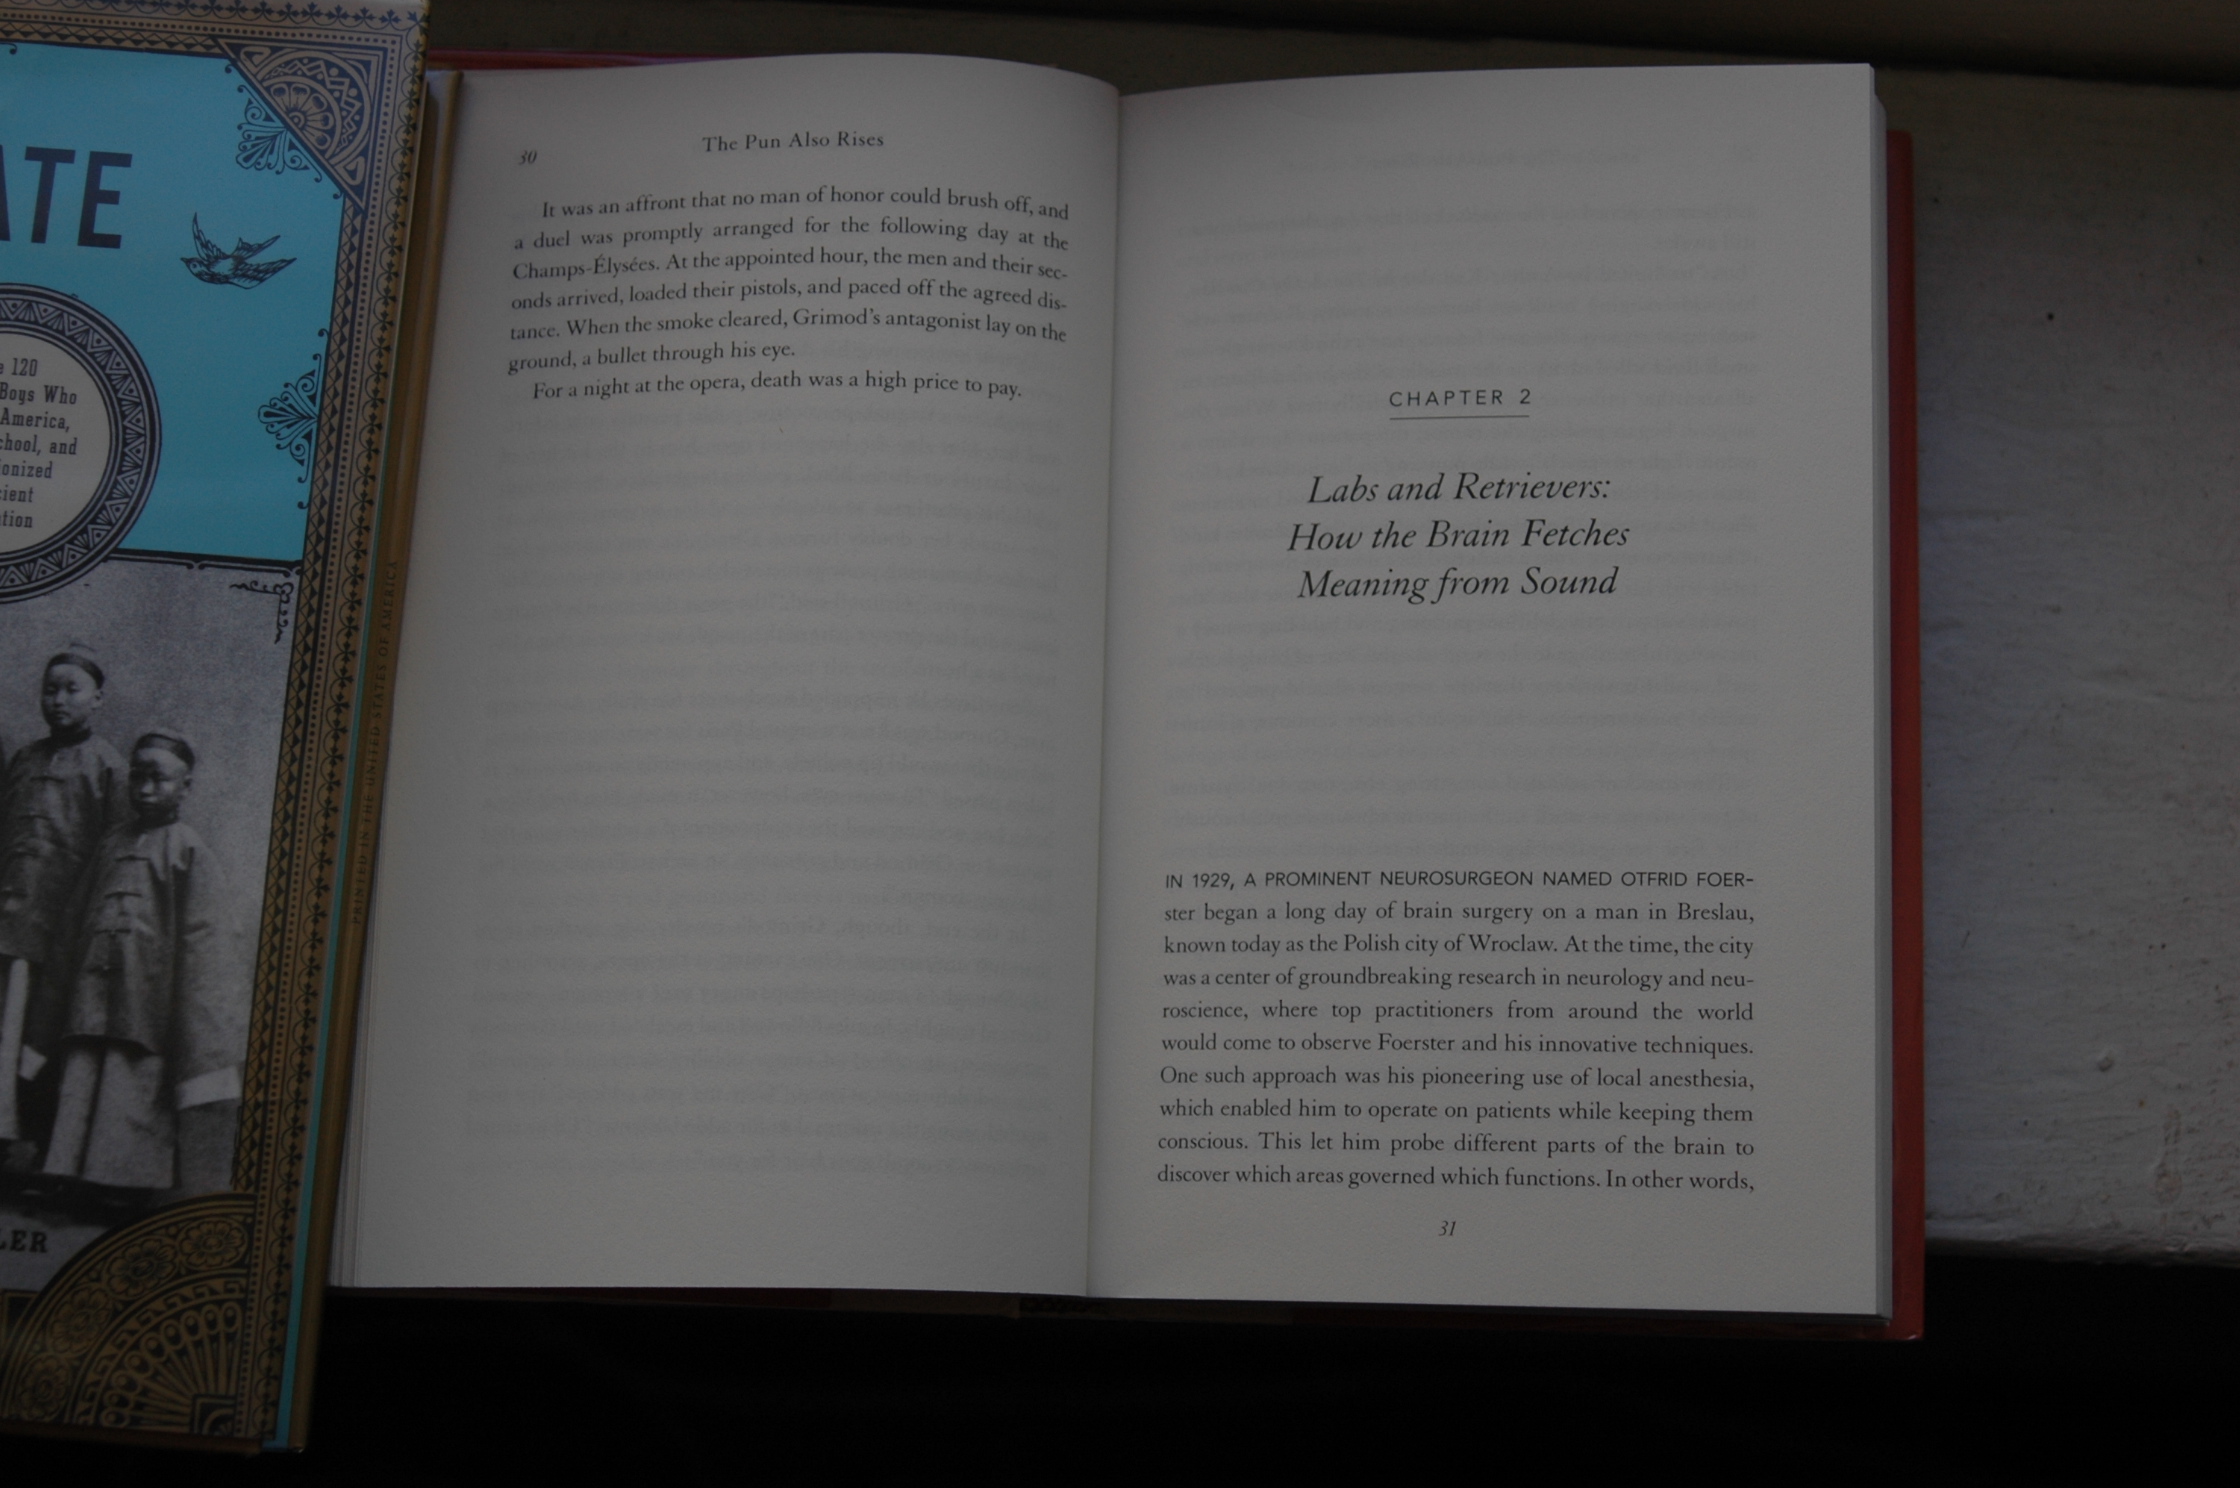 ATE
e 120
Boys Who
America,
chool, and
onized
cient
tion
LER
PRINTED IN THE UNITED STATES OF AMERICA
30
The Pun Also Rises
It was an affront that no man of honor could brush off, and
a duel was promptly arranged for the following day at the
Champs-Élysées. At the appointed hour, the men and their sec-
onds arrived, loaded their pistols, and paced off the agreed dis-
tance. When the smoke cleared, Grimod's antagonist lay on the
ground, a bullet through his eye.
For a night at the opera, death was a high price to pay.
CHAPTER 2
Labs and Retrievers:
How the Brain Fetches
Meaning from Sound
IN 1929, A PROMINENT NEUROSURGEON NAMED OTFRID FOER-
ster began a long day of brain surgery on a man in Breslau,
known today as the Polish city of Wroclaw. At the time, the city
was a center of groundbreaking research in neurology and neu-
roscience, where top practitioners from around the world
would come to observe Foerster and his innovative techniques.
One such approach was his pioneering use of local anesthesia,
which enabled him to operate on patients while keeping them
conscious. This let him probe different parts of the brain to
discover which areas governed which functions. In other words,
31